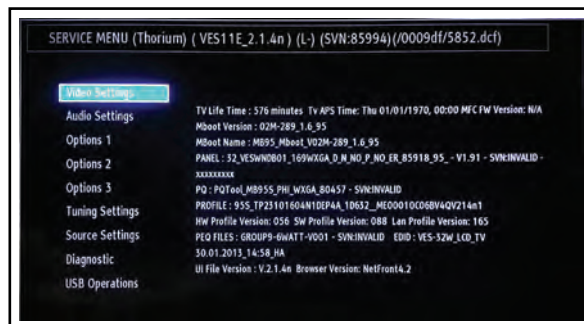 SERVICE MENU (Thorium) ( VES11E_2.1.4n ) (L-) (SVN:85994)(/0009df/5852.dcf)
Video Settings
Audio Settings
Options 1
Options 2
Options 3
Tuning Settings
Source Settings
Diagnostic
USB Operations
TV Life Time : 576 minutes Tv APS Time: Thu 01/01/1970, 00:00 MFC FW Version: N/A
Mboot Version : 02M-289_1.6_95
MBoot Name : MB95_Mboot_V02M-289_1.6_95
PANEL : 32_VESWNDB01_169WXGA_D_N_NO_P_NO_ER_85918_95_ - V1.91 - SVN:INVALID -
xxxxxxxxx
PQ : PQTool_MB95S_PHI_WXGA_80457 - SVN:INVALID
PROFILE : 95S_TP23101604N1DEP4A_1D632__ME00010C06BV4QV214n1
HW Profile Version: 056 SW Profile Version: 088 Lan Profile Version: 165
PEQ FILES : GROUP9-6WATT-V001 - SVN:INVALID EDID : VES-32W_LCD_TV
30.01.2013_14:58_HA
UI File Version : V.2.1.4n Browser Version: NetFront4.2